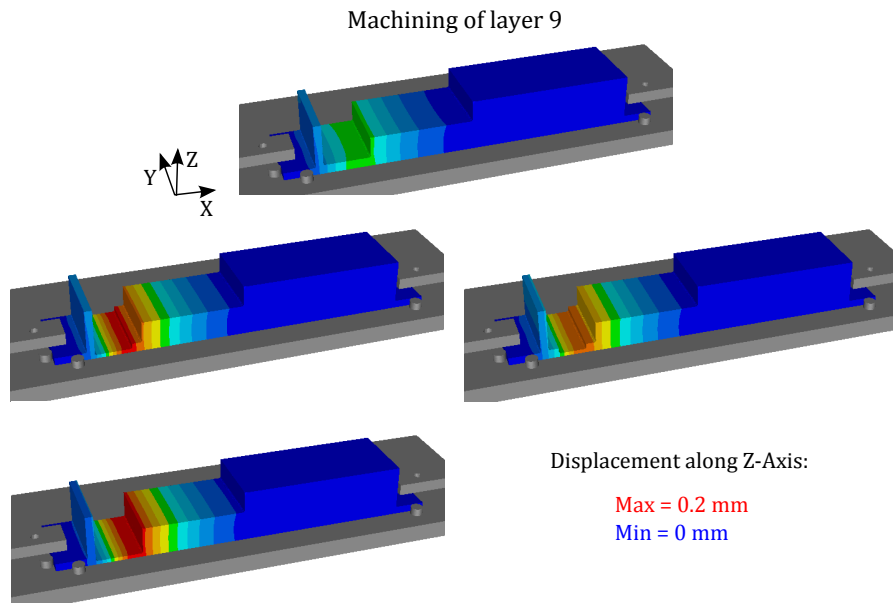 Machining of layer 9
Z
Y
X
Displacement along Z-Axis:
Max = 0.2 mm
Min = 0 mm